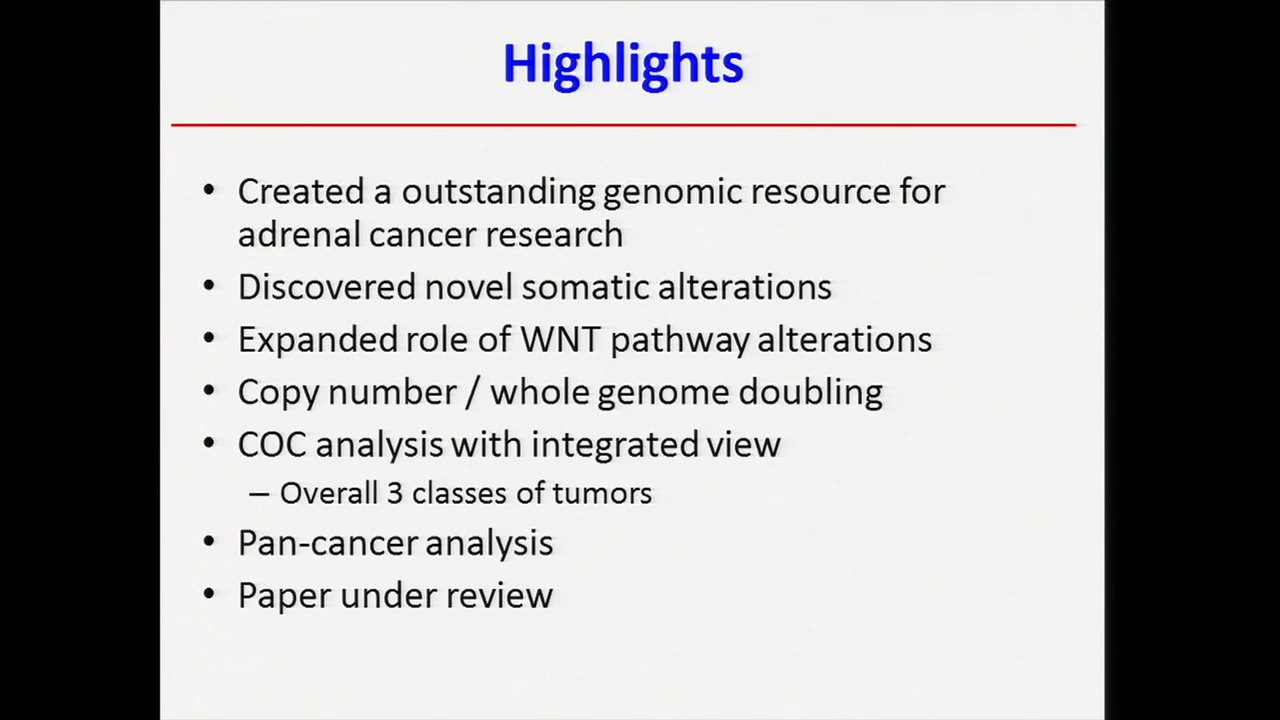 Highlights
• Created a outstanding genomic resource for
adrenal cancer research
• Discovered novel somatic alterations
• Expanded role of WNT pathway alterations
• Copy number / whole genome doubling
• COC analysis with integrated view
– Overall 3 classes of tumors
• Pan-cancer analysis
• Paper under review